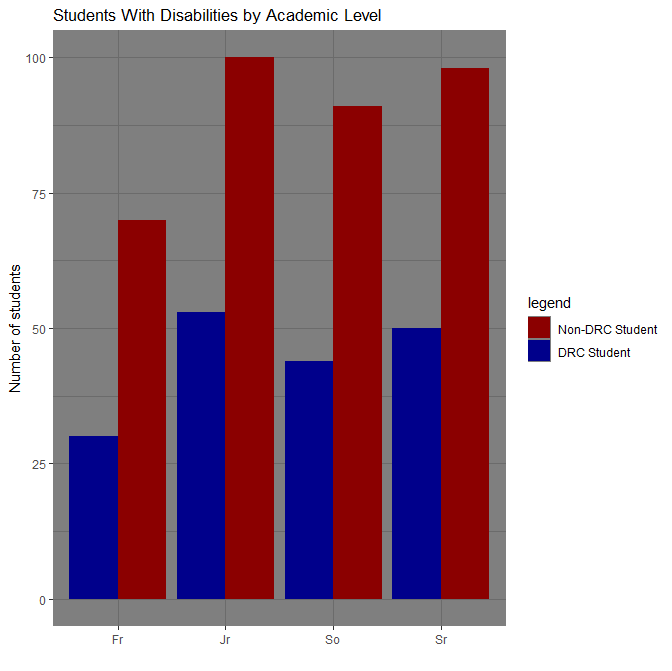 Students With Disabilities by Academic Level
Number of students
100
75
50
25
0
Fr Jr So Sr
legend
Non-DRC Student
DRC Student